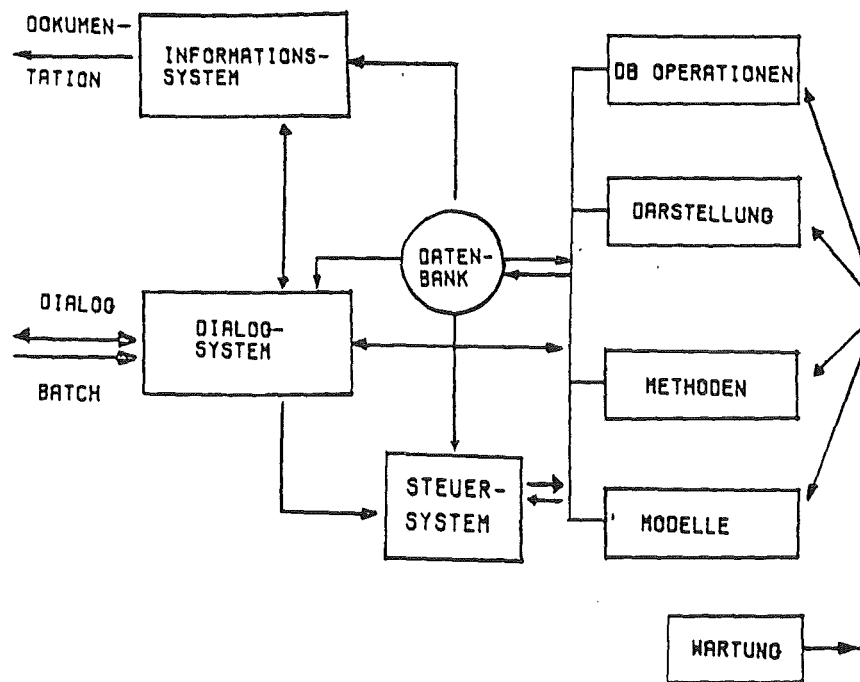 DOKUMEN-
TATION
INFORMATIONS-
SYSTEM
DB OPERATIONEN
DARSTELLUNG
DATEN-
BANK
DIALOG
BATCH
DIALOG-
SYSTEM
METHODEN
STEUER-
SYSTEM
MODELLE
WARTUNG